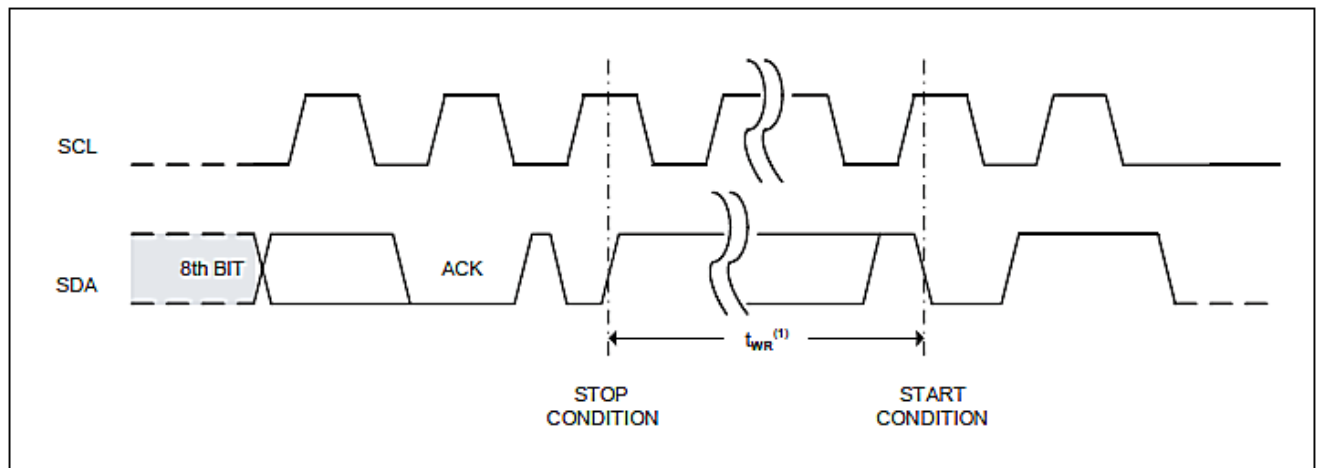 SCL
SDA
8th BIT
ACK
tWR(1)
STOP
CONDITION
START
CONDITION